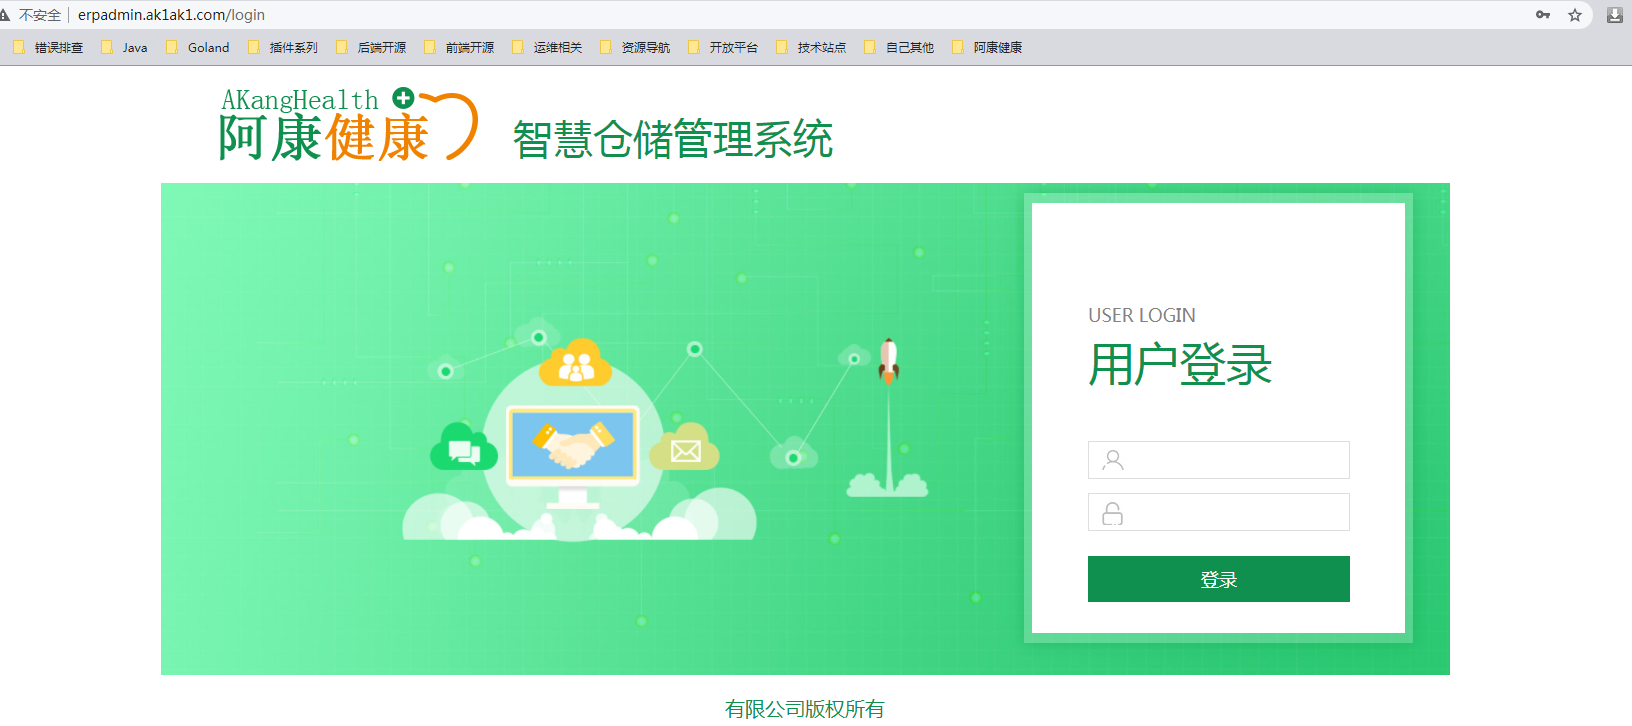 不安全 erpadmin.ak1ak1.com/login
错误排查 Java Goland 插件系列 后端开源 前端开源 运维相关 资源导航 开放平台 技术站点 自己其他 阿康健康
AKangHealth
阿康健康 智慧仓储管理系统
USER LOGIN
用户登录
登录
有限公司版权所有